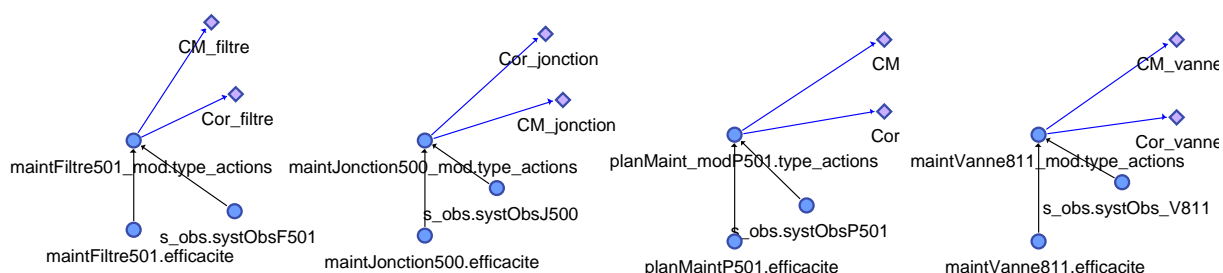 CM_filtre
Cor_filtre
maintFiltre501_mod.type_actions
s_obs.systObsF501
maintFiltre501.efficacite
Cor_jonction
CM_jonction
maintJonction500_mod.type_actions
s_obs.systObsJ500
maintJonction500.efficacite
CM
Cor
planMaint_modP501.type_actions
s_obs.systObsP501
planMaintP501.efficacite
CM_vanne
Cor_vanne
maintVanne811_mod.type_actions
s_obs.systObs_V811
maintVanne811.efficacite